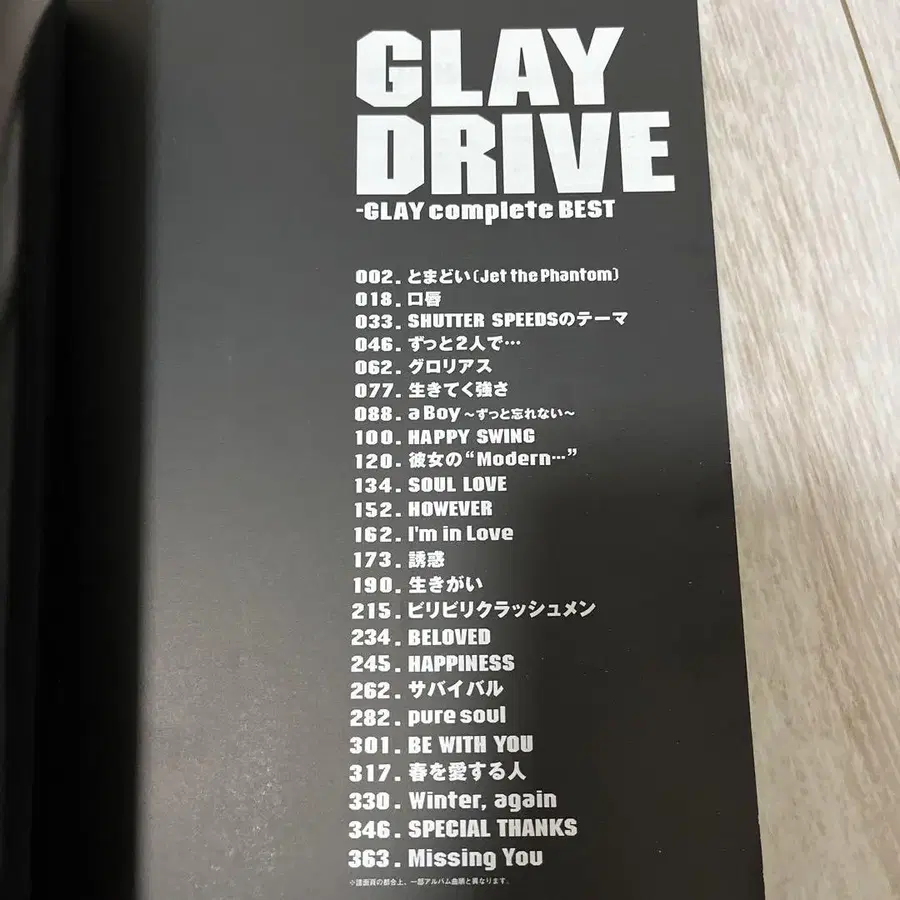 GLAY
DRIVE
-GLAY complete BEST
002. とまどい(Jet the Phantom)
018. 口唇
033. SHUTTER SPEEDSのテーマ
046. ずっと2人で…
062. グロリアス
077. 生きてく強さ
088. a Boy ~ずっと忘れない~
100. HAPPY SWING
120. 彼女の“Modern…”
134. SOUL LOVE
152. HOWEVER
162. I'm in Love
173. 誘惑
190. 生きがい
215. ビリビリクラッシュメン
234. BELOVED
245. HAPPINESS
262. サバイバル
282. pure soul
301. BE WITH YOU
317. 春を愛する人
330. Winter, again
346. SPECIAL THANKS
363. Missing You
※譜面頁の都合上、一部アルバム曲順と異なります。